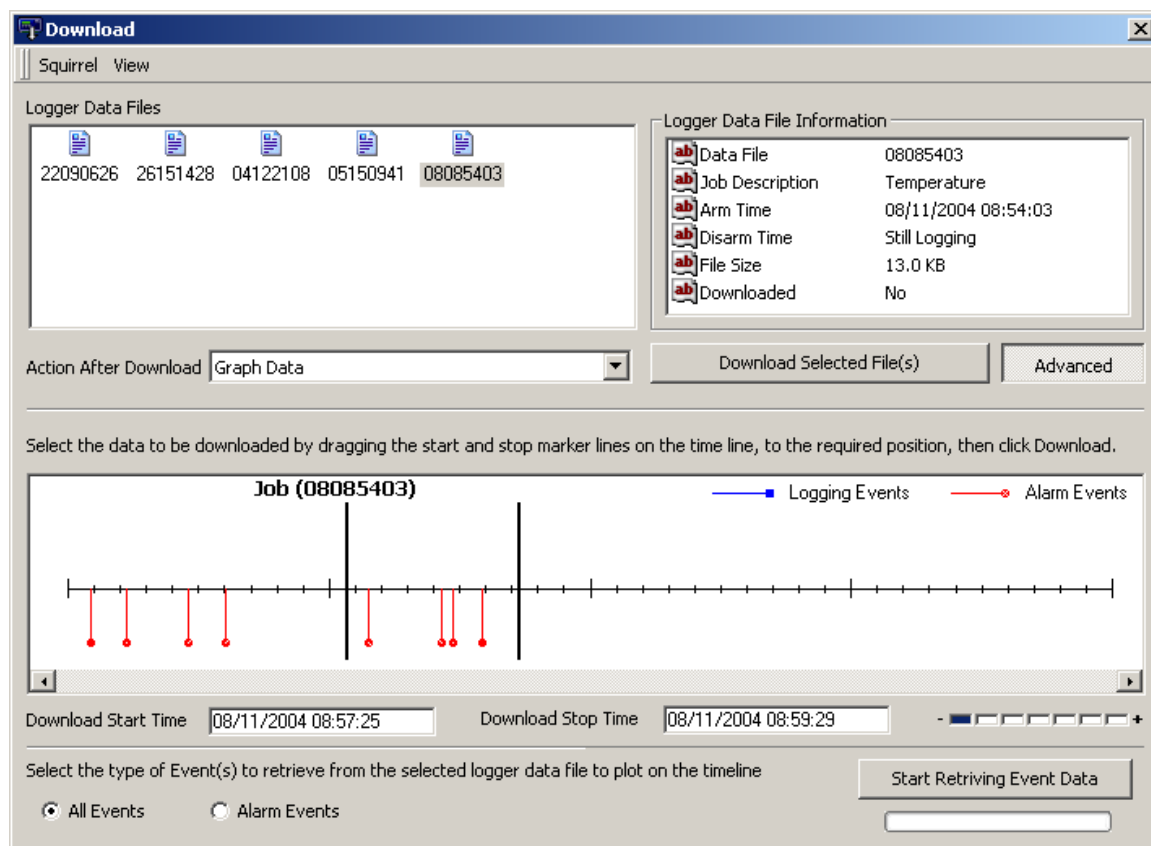 Download
Squirrel View
Logger Data Files
22090626 26151428 04122108 05150941 08085403
Logger Data File Information
ab Data File 08085403
ab Job Description Temperature
ab Arm Time 08/11/2004 08:54:03
ab Disarm Time Still Logging
ab File Size 13.0 KB
ab Downloaded No
Action After Download Graph Data
Download Selected File(s) Advanced
Select the data to be downloaded by dragging the start and stop marker lines on the time line, to the required position, then click Download.
Job (08085403)
Logging Events Alarm Events
Download Start Time 08/11/2004 08:57:25 Download Stop Time 08/11/2004 08:59:29 - +
Select the type of Event(s) to retrieve from the selected logger data file to plot on the timeline
Start Retriving Event Data
All Events Alarm Events